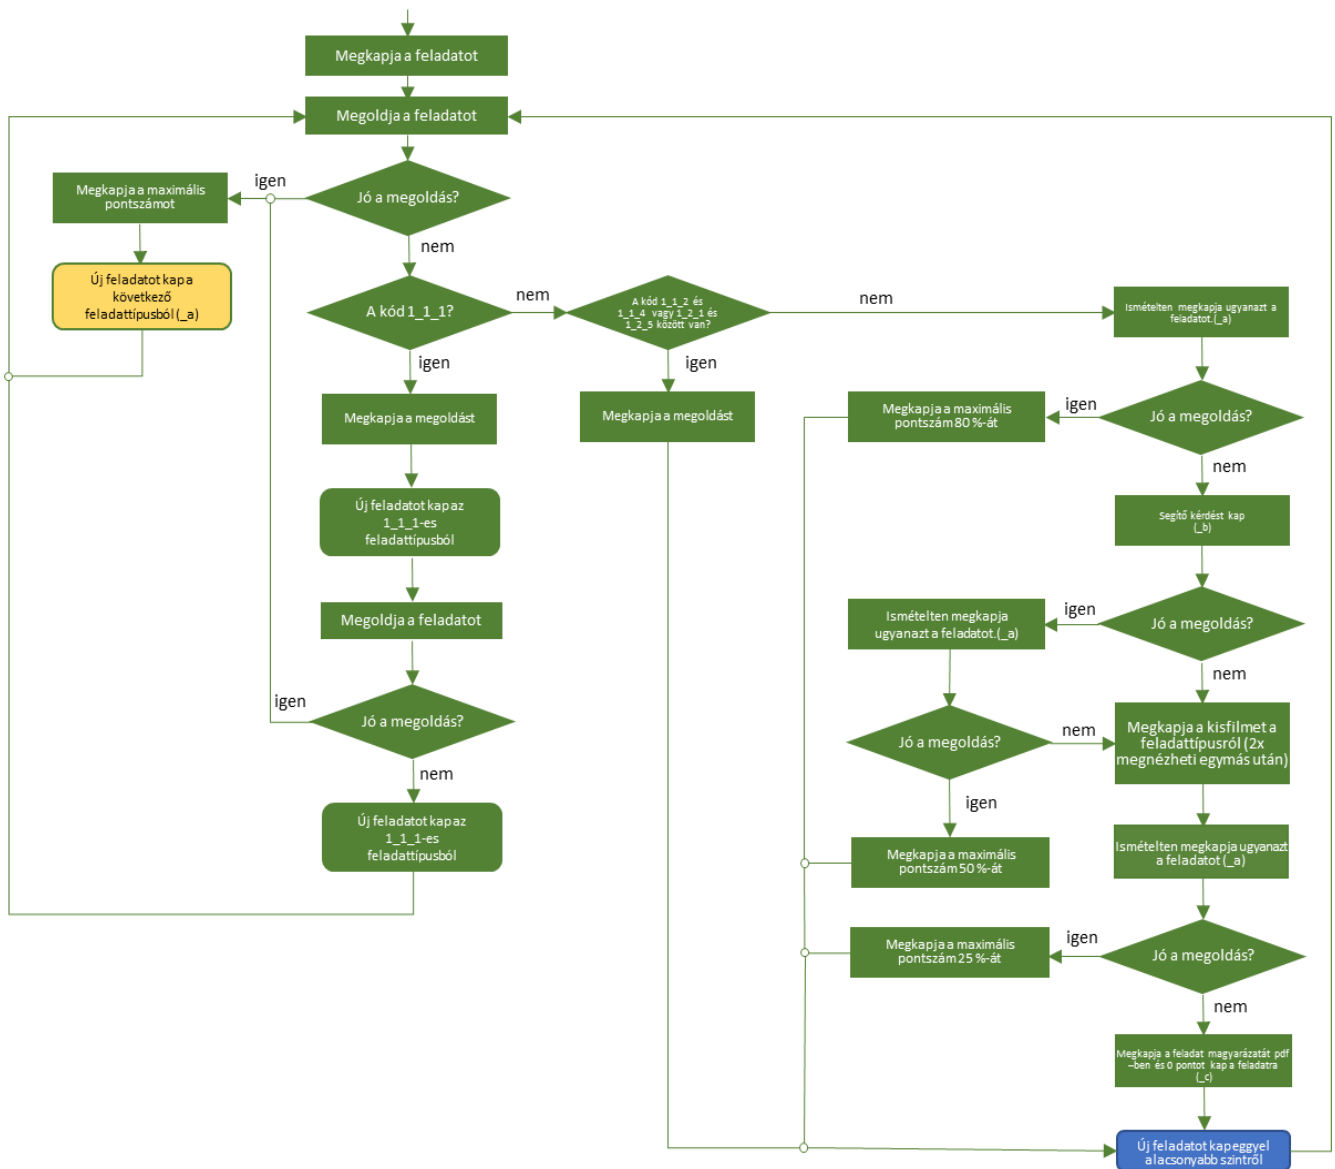 Megkapja a feladatot
Megoldja a feladatot
Jó a megoldás?
igen
Megkapja a maximális
pontszámot
Új feladatot kap a
következő
feladattípusból (_a)
nem
A kód 1_1_1?
nem
A kód 1_1_2 és
1_1_4 vagy 1_2_1 és
1_2_5 között van?
nem
Ismételten megkapja ugyanazt a
feladatot.(_a)
igen
Megkapja a megoldást
igen
Megkapja a megoldást
Jó a megoldás?
igen
Megkapja a maximális
pontszám 80 %-át
nem
Új feladatot kap az
1_1_1-es
feladattípusból
Segítő kérdést kap
(_b)
Megoldja a feladatot
Jó a megoldás?
igen
Ismételten megkapja
ugyanazt a feladatot.(_a)
nem
igen
Jó a megoldás?
Jó a megoldás?
nem
Megkapja a kisfilmet a
feladattípusról (2x
megnézheti egymás után)
nem
igen
Új feladatot kap az
1_1_1-es
feladattípusból
Megkapja a maximális
pontszám 50 %-át
Ismételten megkapja ugyanazt
a feladatot (_a)
Megkapja a maximális
pontszám 25 %-át
igen
Jó a megoldás?
nem
Megkapja a feladat magyarázatát pdf
–ben és 0 pontot kap a feladatra
(_c)
Új feladatot kap eggyel
alacsonyabb szintről